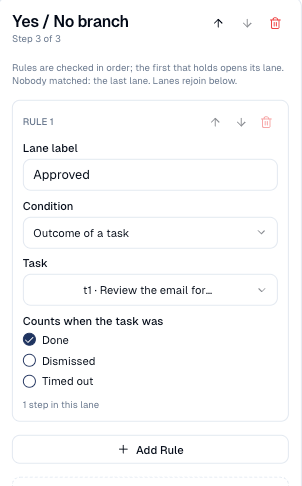 Yes / No branch
Step 3 of 3
Rules are checked in order; the first that holds opens its lane.
Nobody matched: the last lane. Lanes rejoin below.
RULE 1
Lane label
Approved
Condition
Outcome of a task
Task
t1 · Review the email for...
Counts when the task was
Done
Dismissed
Timed out
1 step in this lane
+ Add Rule